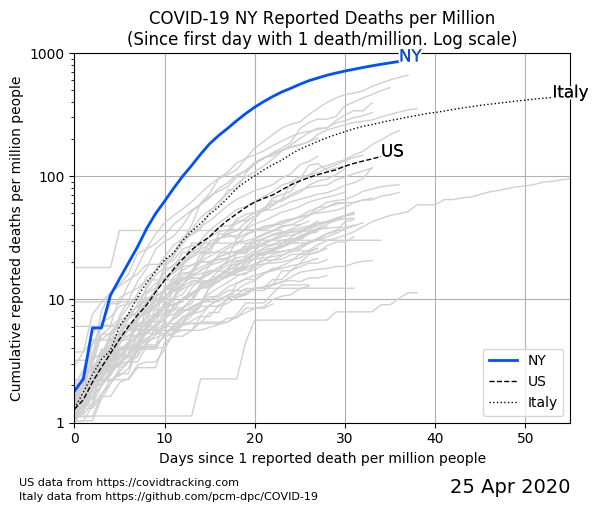 COVID-19 NY Reported Deaths per Million
(Since first day with 1 death/million. Log scale)
1000
100
10
1
Cumulative reported deaths per million people
NY
Italy
US
NY
US
Italy
0 10 20 30 40 50
Days since 1 reported death per million people
US data from https://covidtracking.com
Italy data from https://github.com/pcm-dpc/COVID-19
25 Apr 2020